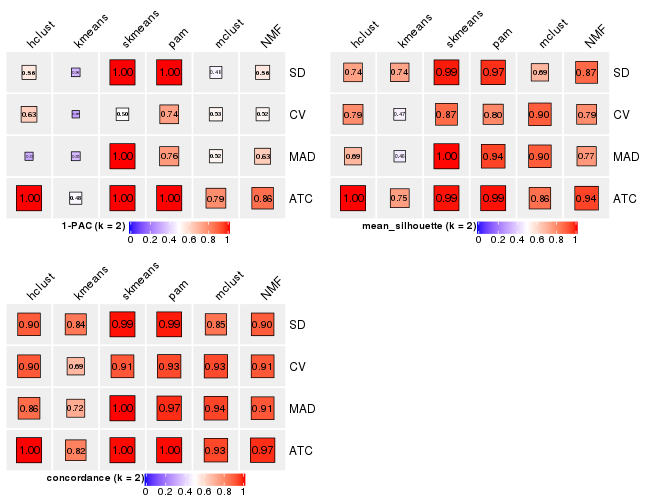 hclust kmeans skmeans pam mclust NMF
0.56 1.00 1.00 0.48 0.56 SD
0.63 0.50 0.74 0.53 0.52 CV
1.00 0.76 0.52 0.63 MAD
1.00 0.48 1.00 1.00 0.79 0.86 ATC
1-PAC (k = 2)
0 0.2 0.4 0.6 0.8 1
hclust kmeans skmeans pam mclust NMF
0.74 0.74 0.99 0.97 0.69 0.87 SD
0.79 0.47 0.87 0.80 0.90 0.79 CV
0.69 0.46 1.00 0.94 0.90 0.77 MAD
1.00 0.75 0.99 0.99 0.86 0.94 ATC
mean_silhouette (k = 2)
0 0.2 0.4 0.6 0.8 1
hclust kmeans skmeans pam mclust NMF
0.90 0.84 0.99 0.99 0.85 0.90 SD
0.90 0.69 0.91 0.93 0.93 0.91 CV
0.86 0.72 1.00 0.97 0.94 0.91 MAD
1.00 0.82 1.00 1.00 0.93 0.97 ATC
concordance (k = 2)
0 0.2 0.4 0.6 0.8 1